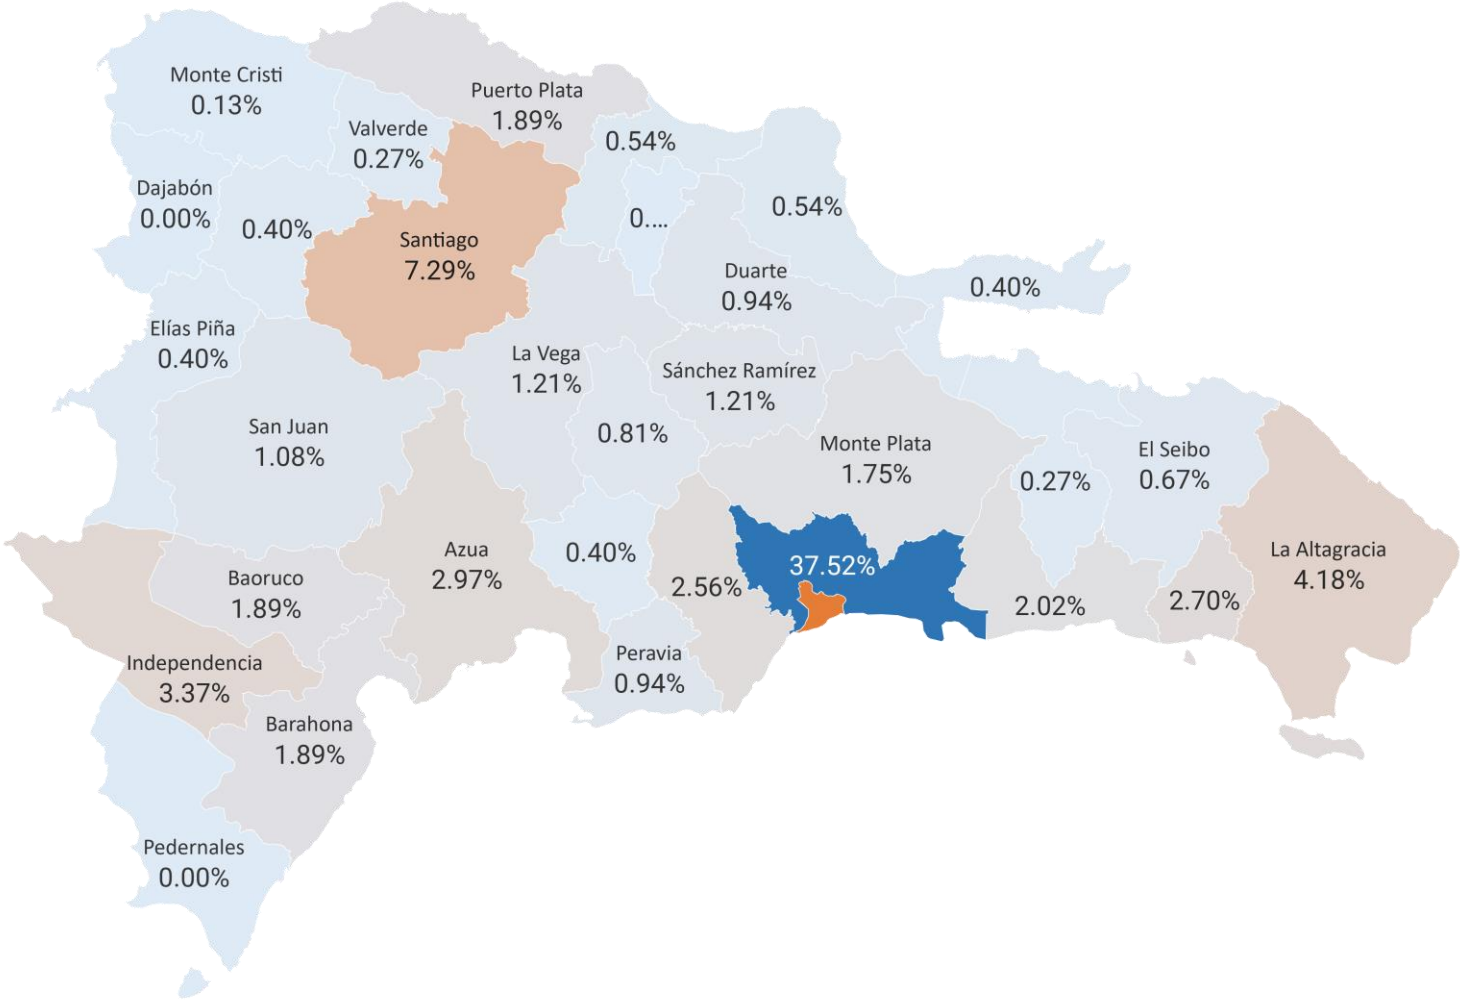 Monte Cristi
0.13%
Puerto Plata
1.89%
Valverde
0.27%
0.54%
Dajabón
0.00%
0.40%
Santiago
7.29%
0....
0.54%
Duarte
0.94%
0.40%
Elías Piña
0.40%
La Vega
1.21%
Sánchez Ramírez
1.21%
San Juan
1.08%
0.81%
Monte Plata
1.75%
0.27%
El Seibo
0.67%
Azua
2.97%
0.40%
2.56%
37.52%
2.02%
2.70%
La Altagracia
4.18%
Baoruco
1.89%
Independencia
3.37%
Peravia
0.94%
Barahona
1.89%
Pedernales
0.00%